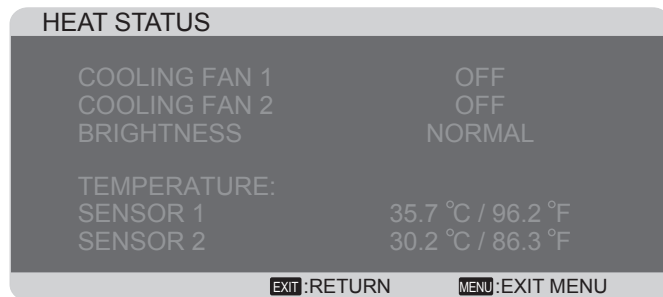 HEAT STATUS
COOLING FAN 1 OFF
COOLING FAN 2 OFF
BRIGHTNESS NORMAL
TEMPERATURE:
SENSOR 1 35.7 °C / 96.2 °F
SENSOR 2 30.2 °C / 86.3 °F
EXIT:RETURN MENU:EXIT MENU